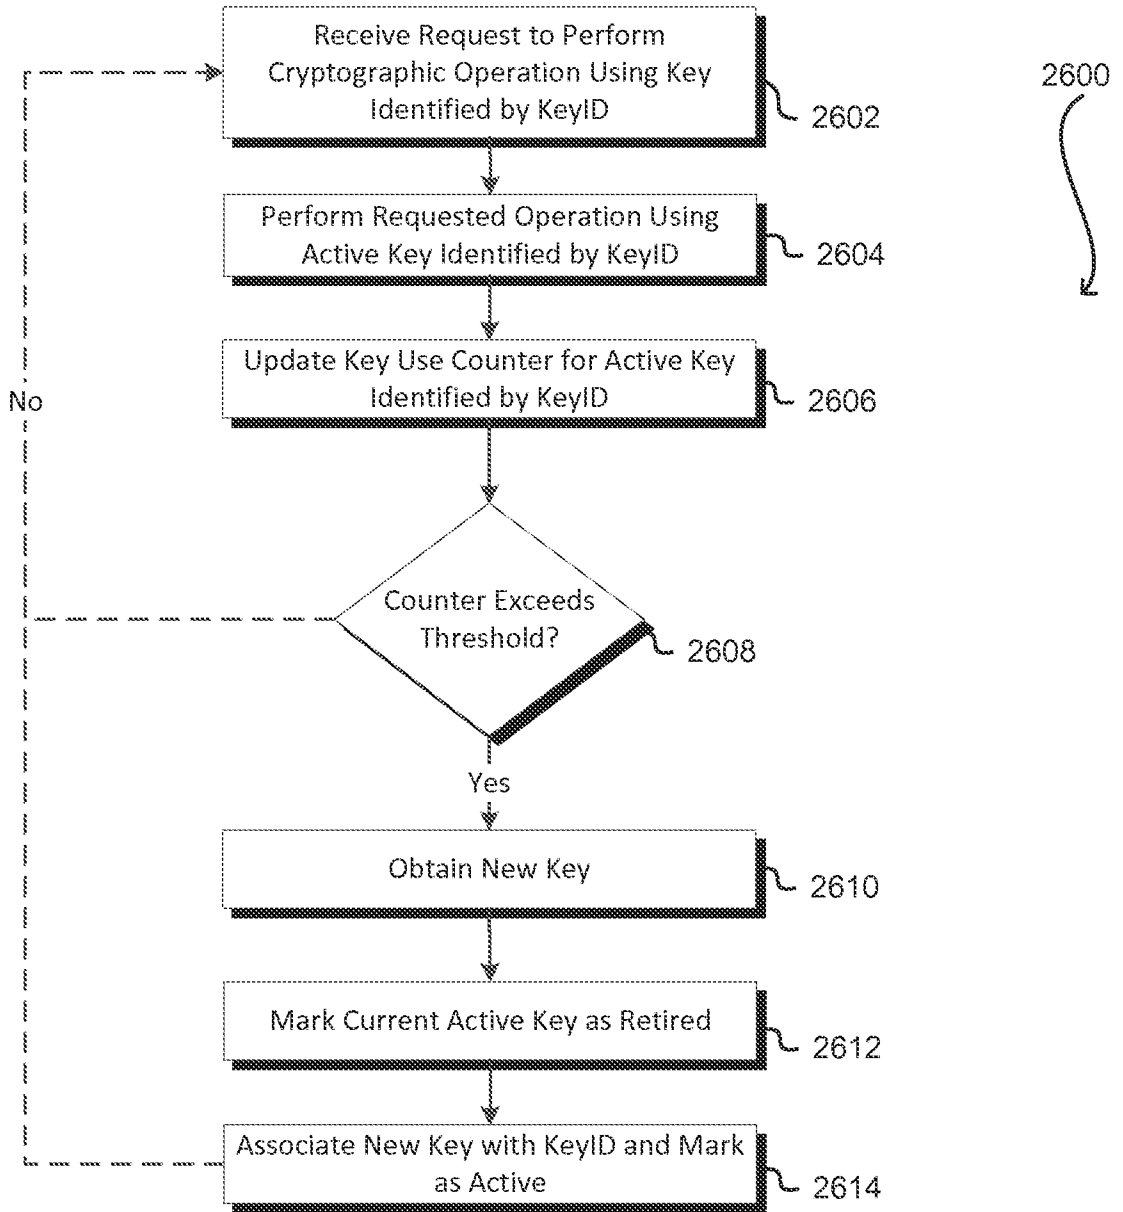 Receive Request to Perform
Cryptographic Operation Using Key
Identified by KeyID
2602
2600
Perform Requested Operation Using
Active Key Identified by KeyID
2604
Update Key Use Counter for Active Key
Identified by KeyID
2606
No
Counter Exceeds
Threshold?
2608
Yes
Obtain New Key
2610
Mark Current Active Key as Retired
2612
Associate New Key with KeyID and Mark
as Active
2614